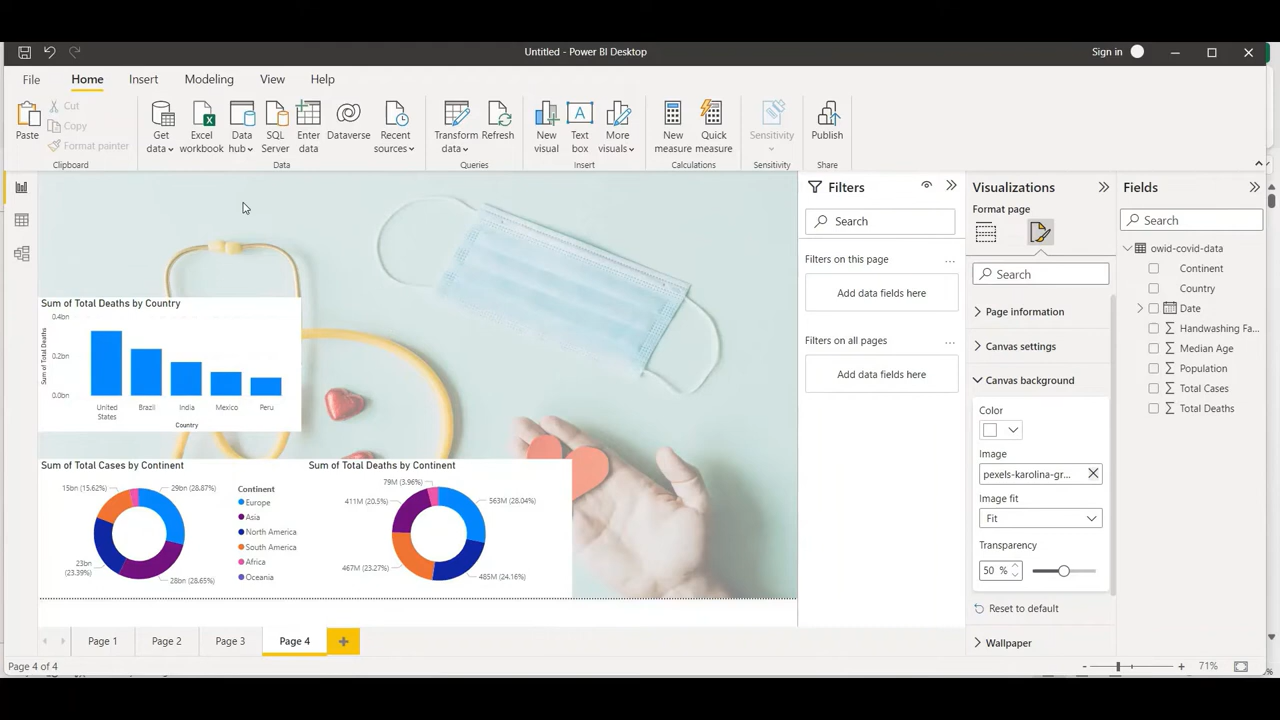 Untitled - Power BI Desktop
Sign in
File
Home
Insert
Modeling
View
Help
Paste
Cut
Copy
Format painter
Clipboard
Get data
Excel workbook
Data hub
SQL Server
Enter data
Dataverse
Recent sources
Data
Transform data
Refresh
Queries
New visual
Text box
More visuals
Insert
New measure
Quick measure
Calculations
Sensitivity
Sensitivity
Publish
Share
Sum of Total Deaths by Country
Sum of Total Deaths
0.4bn
0.2bn
0.0bn
United States
Brazil
India
Mexico
Peru
Country
Sum of Total Cases by Continent
15bn (15.62%)
29bn (28.87%)
23bn (23.39%)
28bn (28.65%)
Continent
Europe
Asia
North America
South America
Africa
Oceania
Sum of Total Deaths by Continent
79M (3.96%)
411M (20.5%)
563M (28.04%)
467M (23.27%)
485M (24.16%)
Filters
Search
Filters on this page
...
Add data fields here
Filters on all pages
...
Add data fields here
Visualizations
Format page
Search
Page information
Canvas settings
Canvas background
Color
Image
pexels-karolina-gr...
Image fit
Fit
Transparency
50 %
Reset to default
Wallpaper
Fields
Search
owid-covid-data
Continent
Country
Date
Handwashing Fa...
Median Age
Population
Total Cases
Total Deaths
Page 1
Page 2
Page 3
Page 4
Page 4 of 4
71%